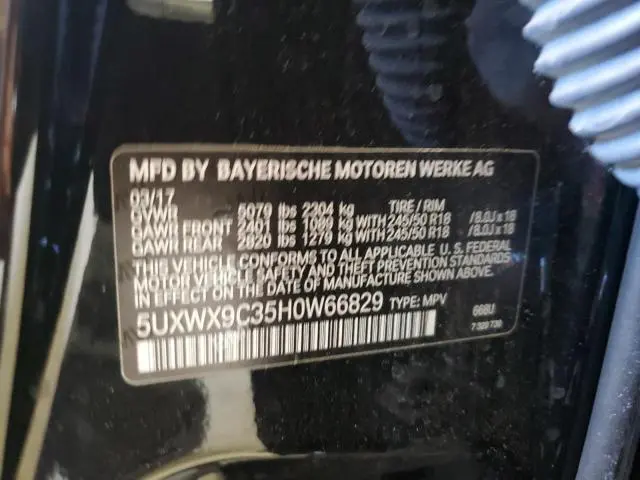 MFD BY BAYERISCHE MOTOREN WERKE AG
03/17
GVWR 5079 lbs 2304 kg TIRE / RIM
GAWR FRONT 2401 lbs 1089 kg WITH 245/50 R18 /8.0J x 18
GAWR REAR 2820 lbs 1279 kg WITH 245/50 R18 /8.0J x 18
THIS VEHICLE CONFORMS TO ALL APPLICABLE U. S. FEDERAL
MOTOR VEHICLE SAFETY AND THEFT PREVENTION STANDARDS
IN EFFECT ON THE DATE OF MANUFACTURE SHOWN ABOVE.
5UXWX9C35H0W66829 TYPE: MPV 668U